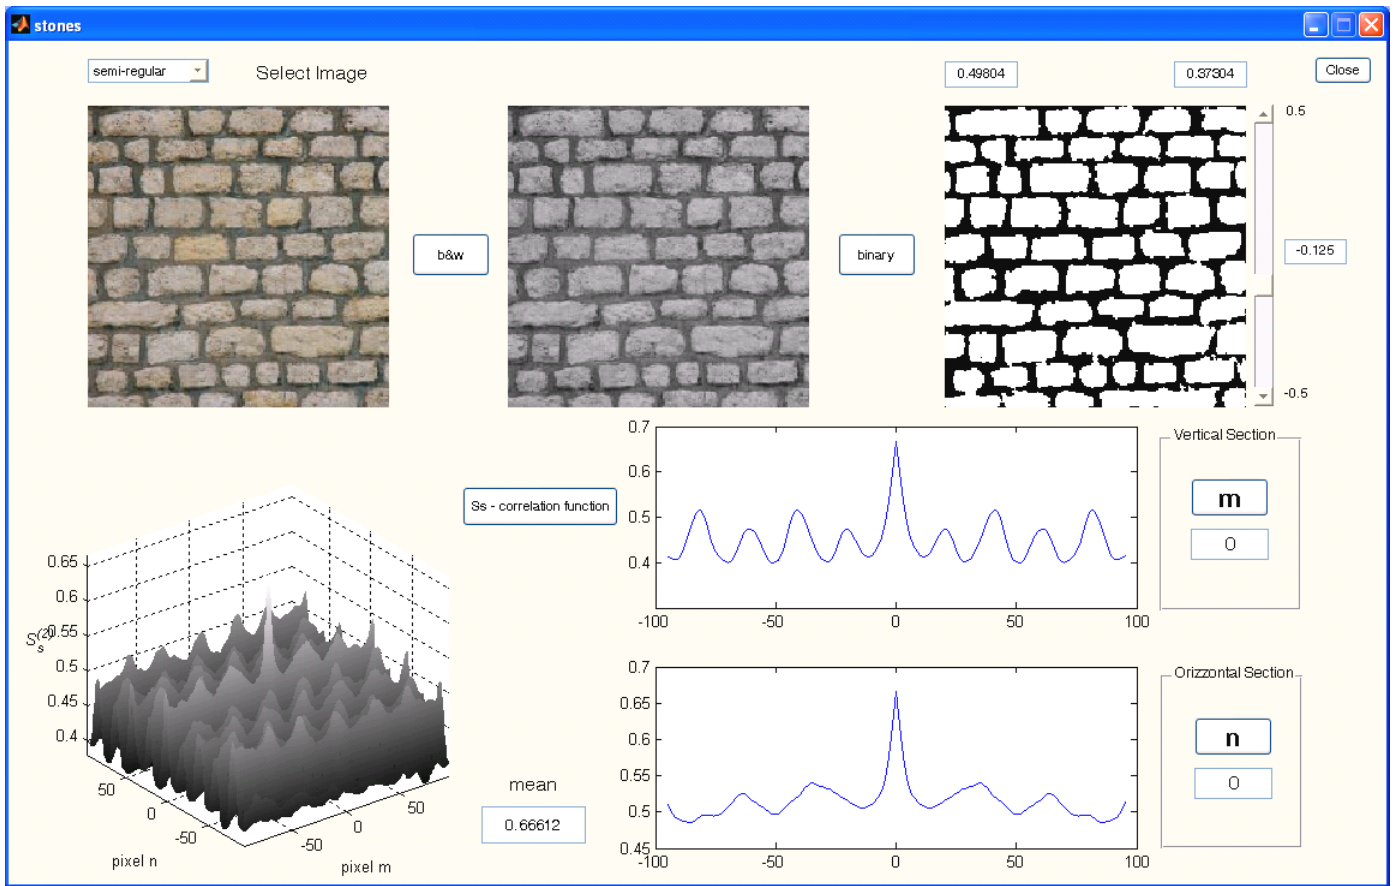 stones
semi-regular
Select Image
0.49804
0.37304
Close
b&w
binary
0.5
-0.125
-0.5
Ss - correlation function
0.7
0.6
0.5
0.4
-100 -50 0 50 100
Vertical Section
m
0
0.65
0.6
0.55
0.5
0.45
0.4
S_s^(2)
50
0
-50
pixel n
-50
0
50
pixel m
mean
0.66612
0.7
0.65
0.6
0.55
0.5
0.45
-100 -50 0 50 100
Orizzontal Section
n
0